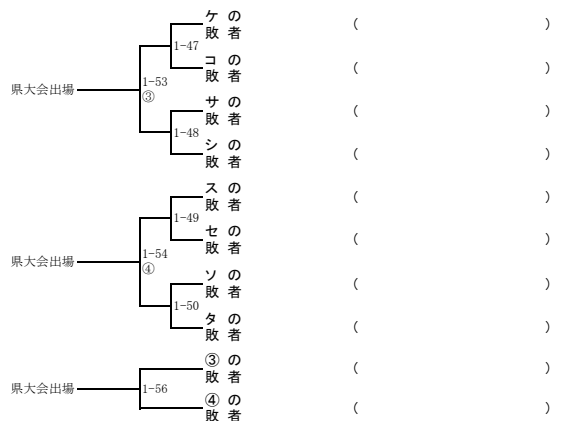 ケの
敗者
(　　　)
1-47
コの
敗者
(　　　)
県大会出場
1-53
③
サの
敗者
(　　　)
1-48
シの
敗者
(　　　)
スの
敗者
(　　　)
1-49
セの
敗者
(　　　)
県大会出場
1-54
④
ソの
敗者
(　　　)
1-50
タの
敗者
(　　　)
③の
敗者
(　　　)
県大会出場
1-56
④の
敗者
(　　　)